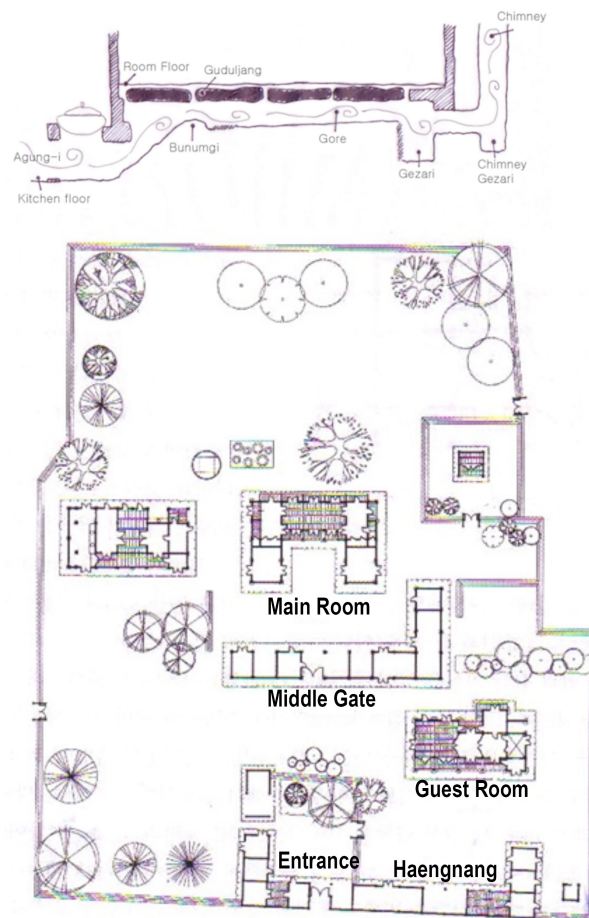 Chimney
Room Floor
Guduljang
Agung-i
Bunumgi
Gore
Gezari
Chimney
Gezari
Kitchen floor
Main Room
Middle Gate
Guest Room
Entrance
Haengnang